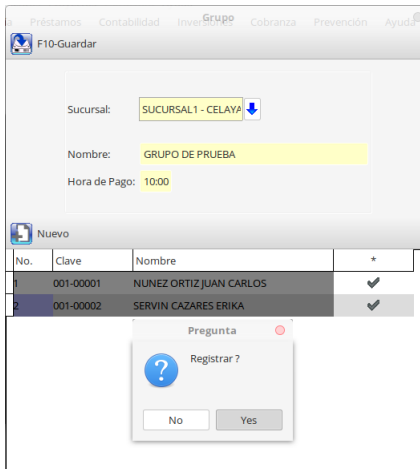 Préstamos Contabilidad Inversiones Cobranza Prevención Ayuda
Grupo
F10-Guardar
Sucursal: SUCURSAL1 - CELAYA
Nombre: GRUPO DE PRUEBA
Hora de Pago: 10:00
Nuevo
No. Clave Nombre *
1 001-00001 NUNEZ ORTIZ JUAN CARLOS ✔
2 001-00002 SERVIN CAZARES ERIKA ✔
Pregunta
Registrar ?
No Yes